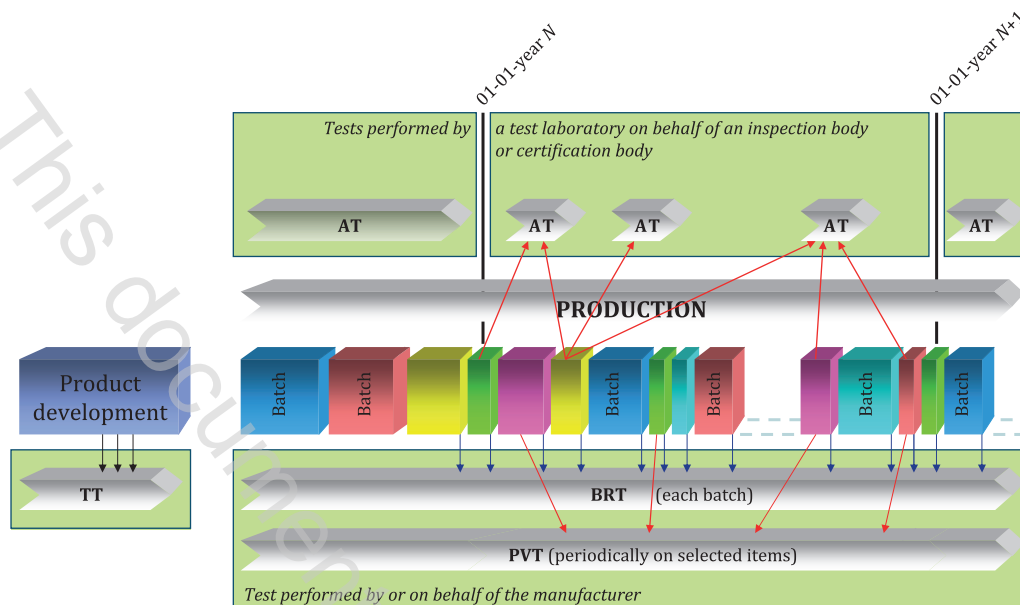 01-01-year N
01-01-year N+1
Tests performed by
a test laboratory on behalf of an inspection body
or certification body
AT
AT
AT
AT
AT
PRODUCTION
Product
development
Batch
Batch
Batch
Batch
Batch
Batch
TT
BRT (each batch)
PVT (periodically on selected items)
Test performed by or on behalf of the manufacturer
This document